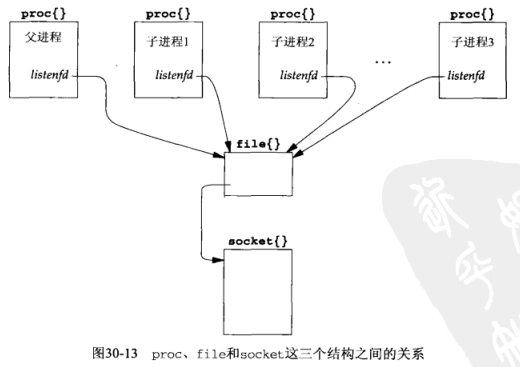 proc{} proc{} proc{} proc{}
父进程 子进程1 子进程2 子进程3
...
listenfd listenfd listenfd listenfd
file{}
socket{}
图30-13 proc、file和socket这三个结构之间的关系